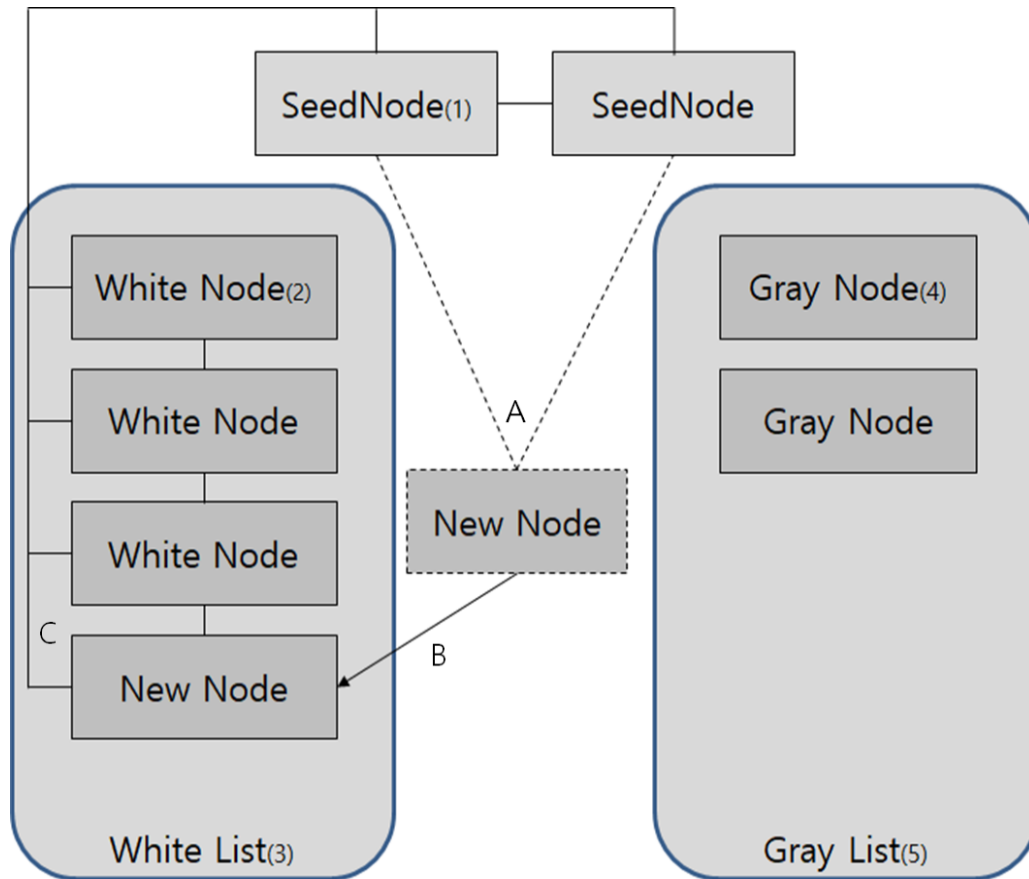 SeedNode(1)
SeedNode
White Node(2)
White Node
White Node
New Node
White List(3)
C
A
New Node
B
Gray Node(4)
Gray Node
Gray List(5)